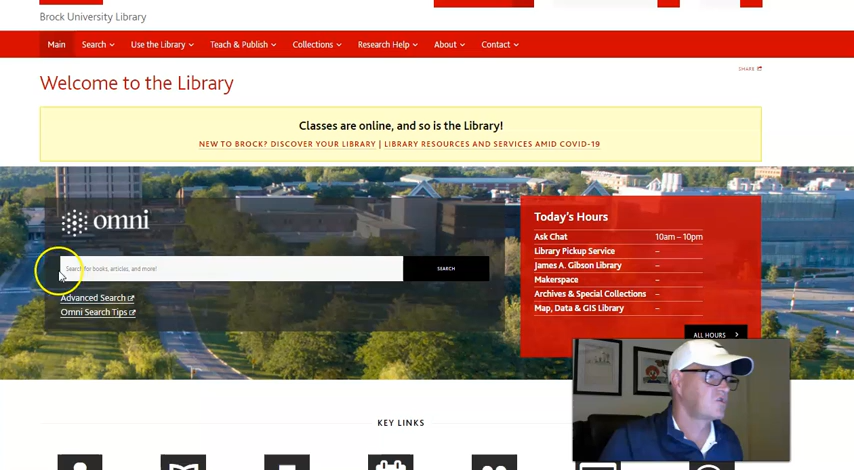 Brock University Library
Main Search Use the Library Teach & Publish Collections Research Help About Contact
SHARE
Welcome to the Library
Classes are online, and so is the Library!
NEW TO BROCK? DISCOVER YOUR LIBRARY | LIBRARY RESOURCES AND SERVICES AMID COVID-19
omni
Search for books, articles, and more!
SEARCH
Advanced Search
Omni Search Tips
Today's Hours
Ask Chat 10am – 10pm
Library Pickup Service –
James A. Gibson Library –
Makerspace –
Archives & Special Collections –
Map, Data & GIS Library –
ALL HOURS
KEY LINKS